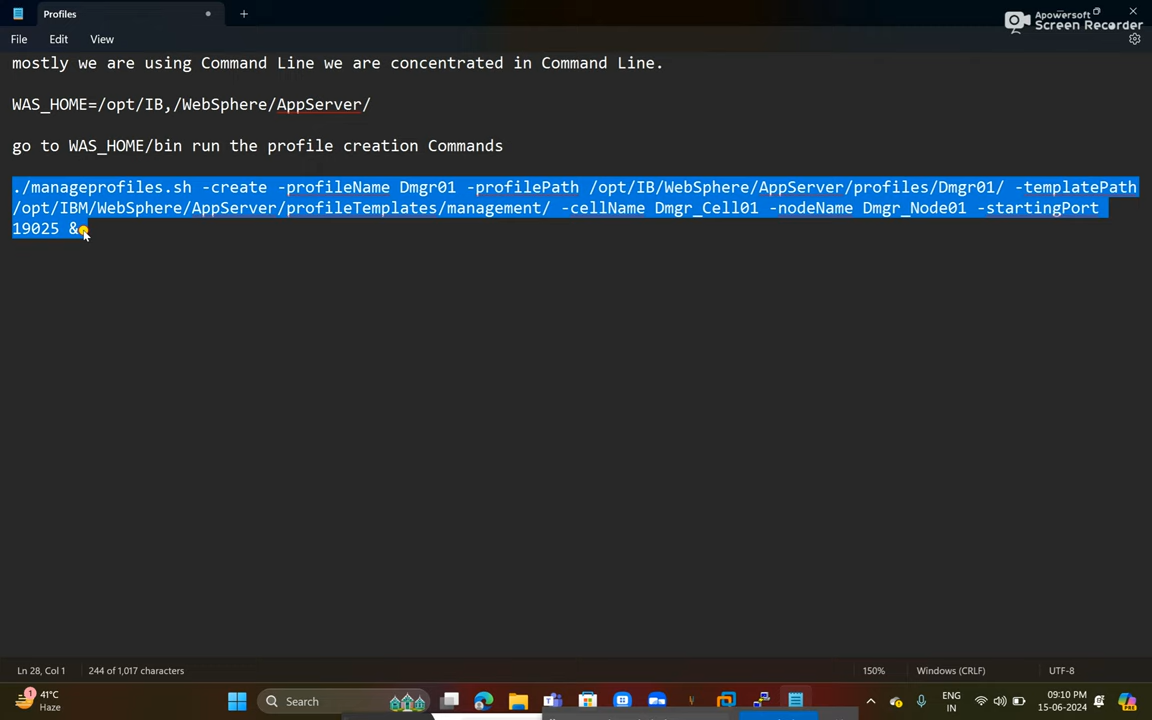 Profiles
Apowersoft
Screen Recorder
File Edit View
mostly we are using Command Line we are concentrated in Command Line.
WAS_HOME=/opt/IB,/WebSphere/AppServer/
go to WAS_HOME/bin run the profile creation Commands
./manageprofiles.sh -create -profileName Dmgr01 -profilePath /opt/IB/WebSphere/AppServer/profiles/Dmgr01/ -templatePath
/opt/IBM/WebSphere/AppServer/profileTemplates/management/ -cellName Dmgr_Cell01 -nodeName Dmgr_Node01 -startingPort
19025 &
Ln 28, Col 1 244 of 1,017 characters 150% Windows (CRLF) UTF-8
1 41°C
Haze
Search
ENG
IN
09:10 PM
15-06-2024
PRE